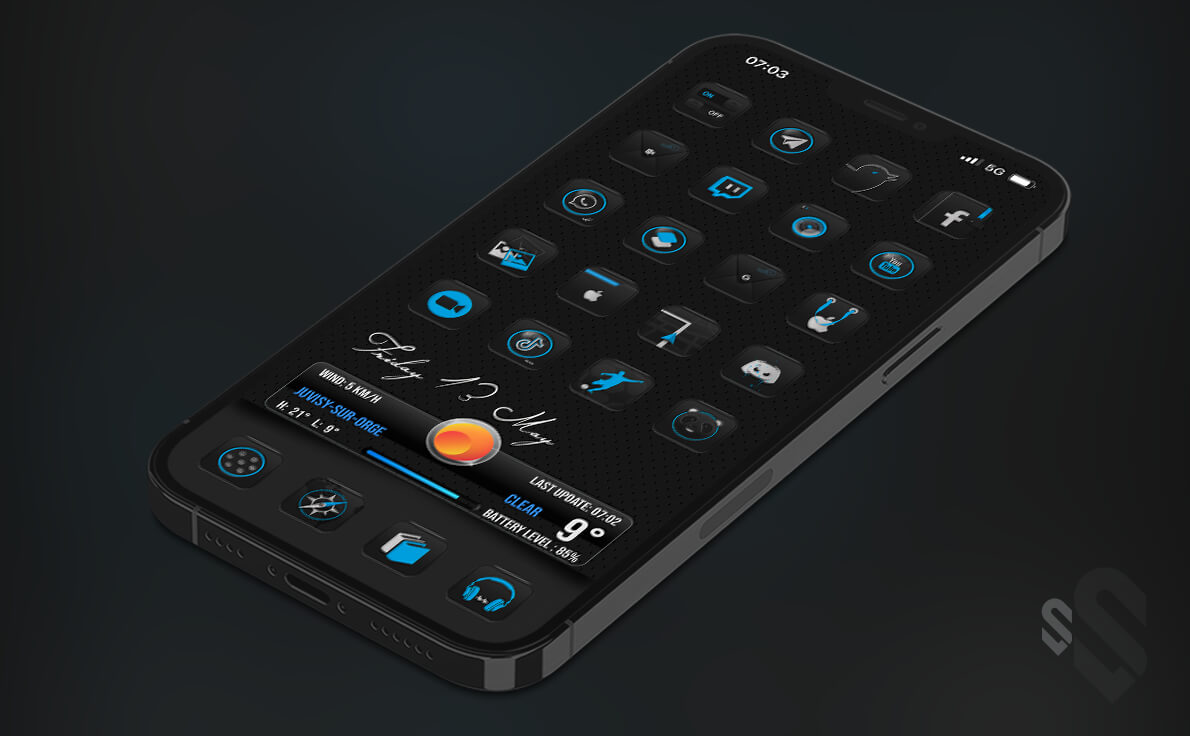 07:03
5G
ON
OFF
You
Friday 13 May
WIND: 5 KM/H
JUVISY-SUR-ORGE
H: 21° L: 9°
LAST UPDATE: 07:02
CLEAR
9°
BATTERY LEVEL : 85%